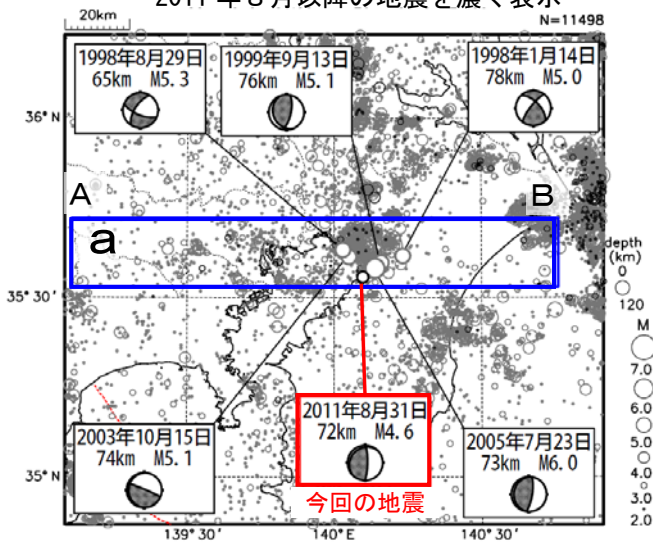 2011年3月以降の地震を濃く表示
20km
N=11498
1998年8月29日
65km M5.3
1999年9月13日
76km M5.1
1998年1月14日
78km M5.0
36°N
A
B
a
depth
(km)
0
120
35°30'
M
7.0
6.0
5.0
4.0
3.0
2.0
2003年10月15日
74km M5.1
2011年8月31日
72km M4.6
今回の地震
2005年7月23日
73km M6.0
35°N
139°30'
140°E
140°30'